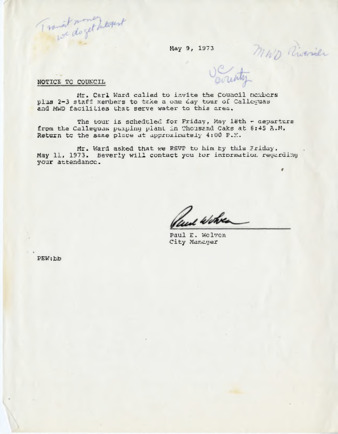 May 9, 1973
MWD
NOTICE TO COUNCIL
Mr. Carl Ward called to invite the Council members
plus 2-3 staff members to take a one day tour of Calleguas
and MWD facilities that serve water to this area.
The tour is scheduled for Friday, May 18th - departure
from the Calleguas pumping plant in Thousand Oaks at 6:45 A.M.
Return to the same place at approximately 4:00 P.M.
Mr. Ward asked that we RSVP to him by this Friday,
May 11, 1973. Beverly will contact you for information regarding
your attendance.
Paul Wolven
Paul E. Wolven
City Manager
PEW:bb